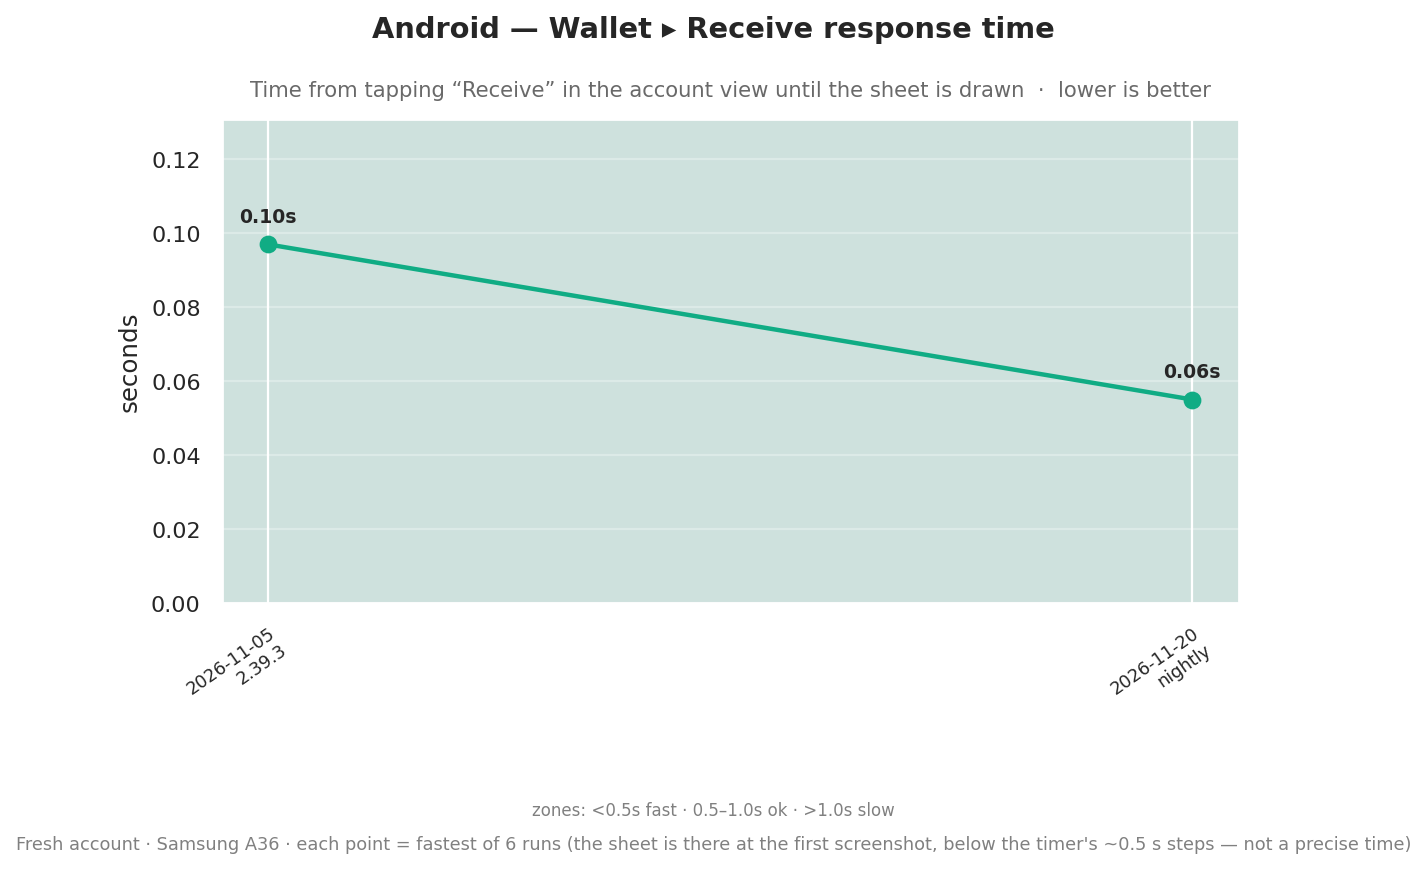 Android — Wallet ▸ Receive response time
Time from tapping “Receive” in the account view until the sheet is drawn · lower is better
0.12
0.10
0.08
0.06
0.04
0.02
0.00
seconds
0.10s
0.06s
2026-11-05
2.39.3
2026-11-20
nightly
zones: <0.5s fast · 0.5–1.0s ok · >1.0s slow
Fresh account · Samsung A36 · each point = fastest of 6 runs (the sheet is there at the first screenshot, below the timer's ~0.5 s steps — not a precise time)